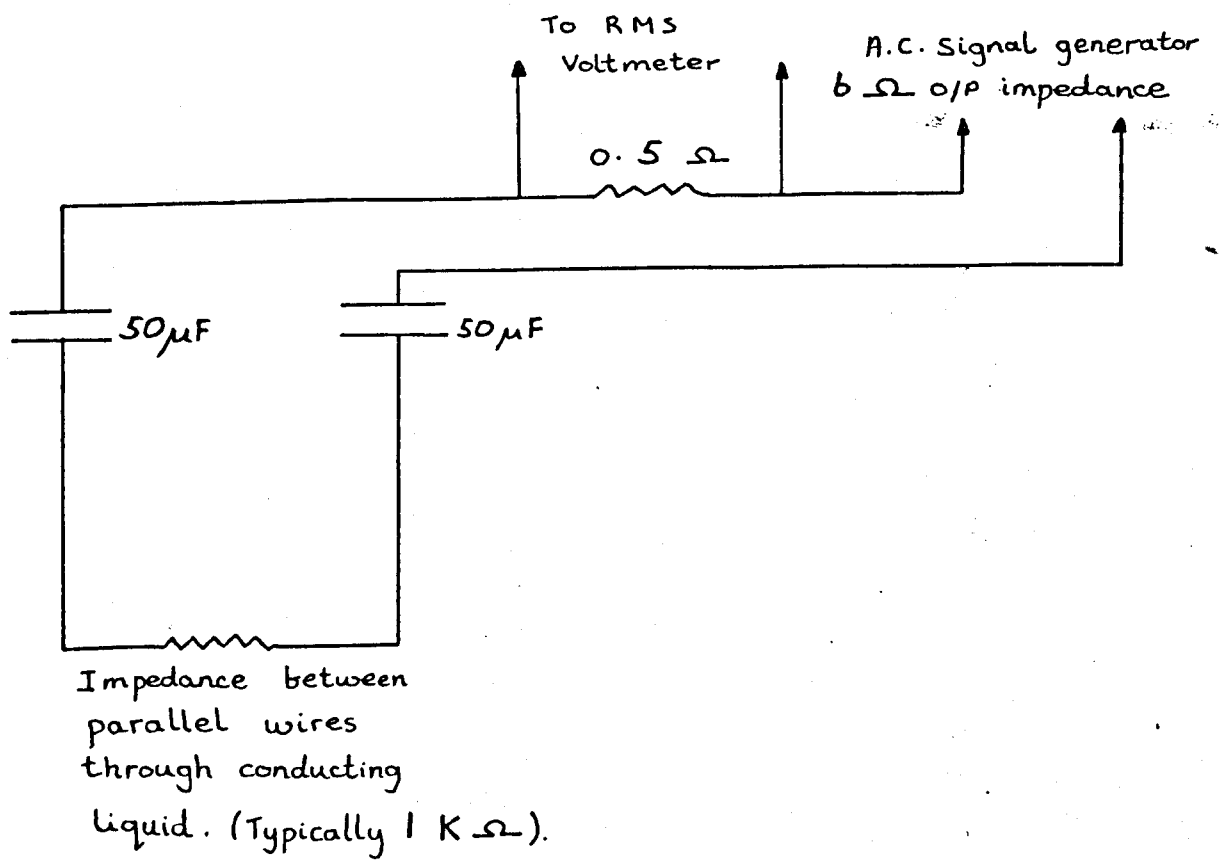 To RMS
Voltmeter
A.C. Signal generator
6 Ω o/p impedance
0.5 Ω
50μF
50μF
Impedance between
parallel wires
through conducting
liquid. (Typically 1 K Ω).